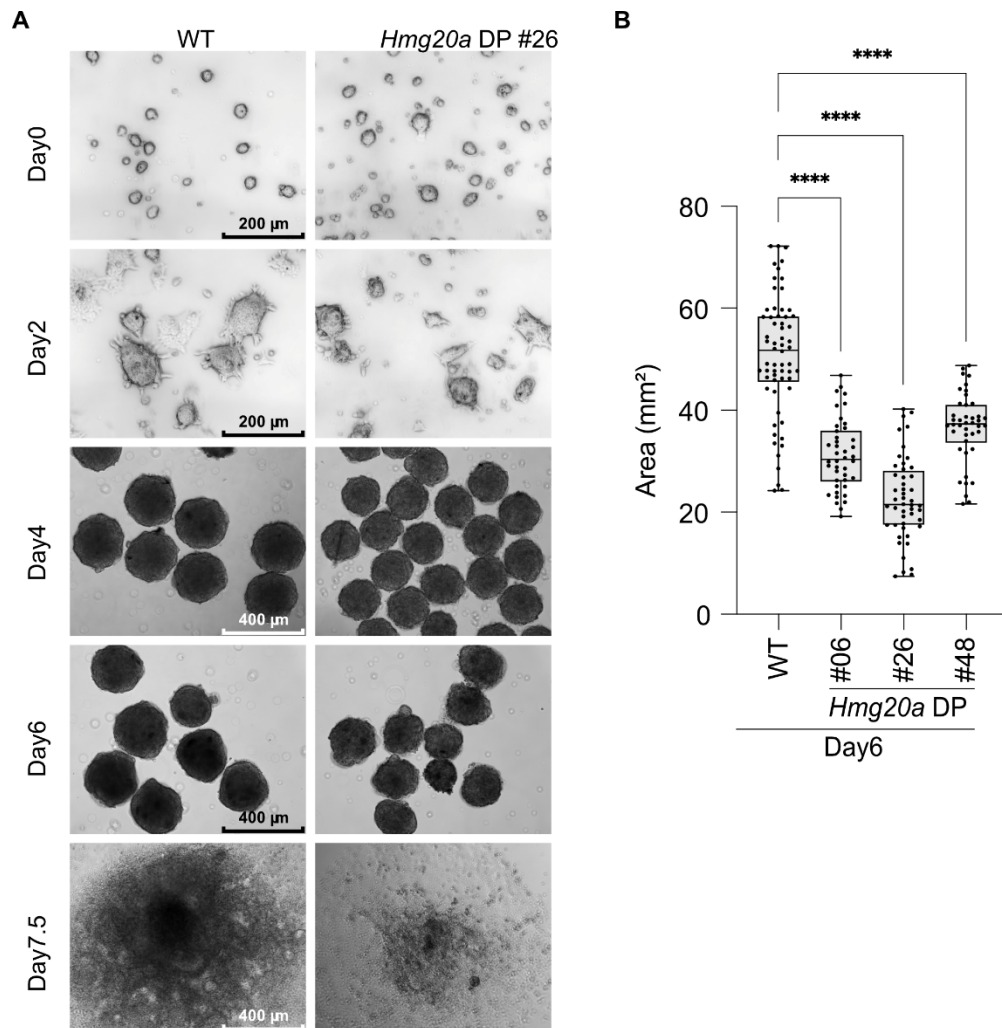 A
WT
Hmg20a DP #26
Day0
200 µm
Day2
200 µm
Day4
400 µm
Day6
400 µm
Day7.5
400 µm
B
****
****
****
80
60
40
20
0
Area (mm²)
WT
#06
#26
#48
Hmg20a DP
Day6